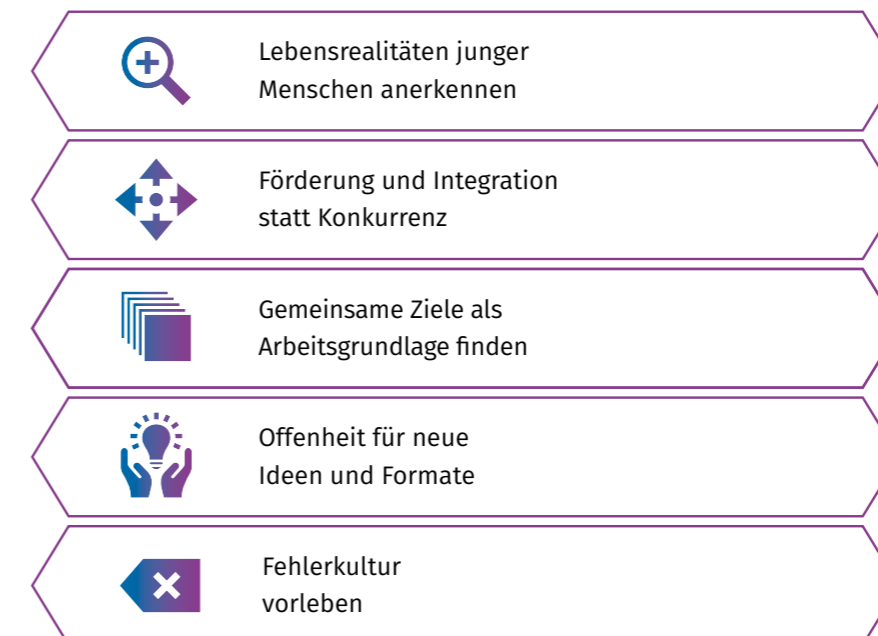 Lebensrealitäten junger
Menschen anerkennen
Förderung und Integration
statt Konkurrenz
Gemeinsame Ziele als
Arbeitsgrundlage finden
Offenheit für neue
Ideen und Formate
Fehlerkultur
vorleben